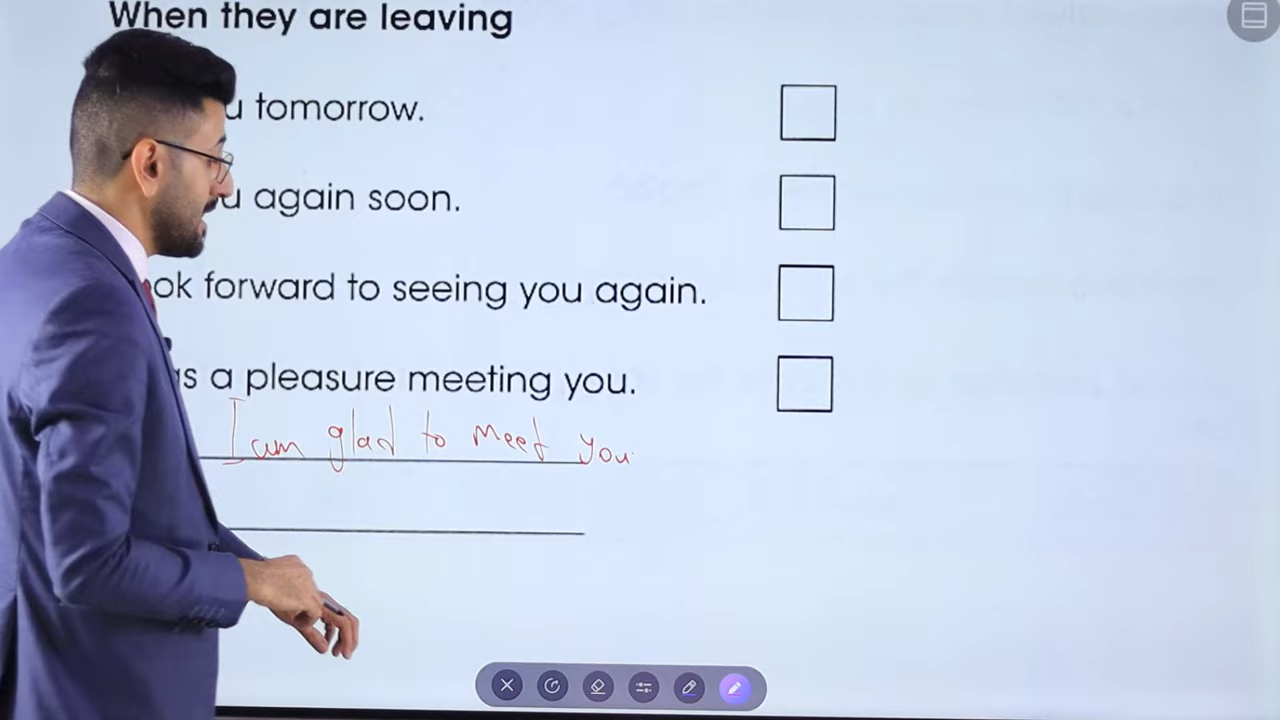 When they are leaving
u tomorrow.
u again soon.
ok forward to seeing you again.
s a pleasure meeting you.
I am glad to meet you